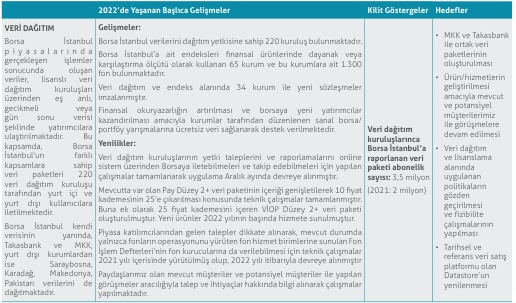 2022'de Yaşanan Başlıca Gelişmeler
Kilit Göstergeler
Hedefler
VERİ DAĞITIM
Borsa İstanbul
piyasalarında
gerçekleşen işlemler
sonucunda oluşan
veriler, lisanslı veri
dağıtım kuruluşları
üzerinden eş anlı,
gecikmeli veya
gün sonu verisi
şeklinde yatırımcılara
ulaştırılmaktadır. Bu
kapsamda, Borsa
İstanbul'un farklı
kapsamlara sahip
veri paketleri 220
veri dağıtım kuruluşu
tarafından yurt içi ve
yurt dışı kullanıcılara
iletilmektedir.
Borsa İstanbul kendi
verisinin yanında,
Takasbank ve MKK;
yurt dışı kurumlardan
ise Saraybosna,
Karadağ, Makedonya,
Pakistan verilerini de
dağıtmaktadır.
Gelişmeler:
Borsa İstanbul verilerini dağıtım yetkisine sahip 220 kuruluş bulunmaktadır.
Borsa İstanbul'a ait endeksleri finansal ürünlerinde dayanak veya
karşılaştırma ölçütü olarak kullanan 65 kurum ve bu kurumlara ait 1.300
fon bulunmaktadır.
Veri dağıtım ve endeks alanında 34 kurum ile yeni sözleşmeler
imzalanmıştır.
Finansal okuryazarlığın artırılması ve borsaya yeni yatırımcılar
kazandırılması amacıyla kurumlar tarafından düzenlenen sanal borsa/
portföy yarışmalarına ücretsiz veri sağlanarak destek verilmektedir.
Yenilikler:
Veri dağıtım kuruluşlarının yetki taleplerini ve raporlamalarını online
sistem üzerinden Borsaya iletebilmeleri ve takip edebilmeleri için yapılan
çalışmalar tamamlanarak uygulama Aralık ayında devreye alınmıştır.
Mevcutta var olan Pay Düzey 2+ veri paketinin içeriği genişletilerek 10 fiyat
kademesinin 25'e çıkarılması konusunda teknik çalışmalar tamamlanmıştır.
Buna ek olarak 25 fiyat kademesini içeren VİOP Düzey 2+ veri paketi
oluşturulmuştur. Yeni ürünler 2022 yılının başında hizmete sunulmuştur.
Piyasa katılımcılarından gelen talepler dikkate alınarak, mevcut durumda
yalnızca fonların operasyonunu yürüten fon hizmet birimlerine sunulan Fon
İşlem Defterleri'nin fon kurucularına da verilebilmesi için teknik çalışmalar
2021 yılı içerisinde yürütülmüş olup, 2022 yılı itibarıyla devreye alınmıştır
Paydaşlarımız olan mevcut müşteriler ve potansiyel müşteriler ile yapılan
görüşmeler aracılığıyla talep ve ihtiyaçlar hakkında bilgi alınarak çalışmalar
yapılmaktadır.
Veri dağıtım
kuruluşlarınca
Borsa İstanbul'a
raporlanan veri
paketi abonelik
sayısı: 3,5 milyon
(2021: 2 milyon)
• MKK ve Takasbank
ile ortak veri
paketlerinin
oluşturulması
• Ürün/hizmetlerin
geliştirilmesi
amacıyla mevcut
ve potansiyel
müşterilerimiz
ile görüşmelere
devam edilmesi
• Veri dağıtım
ve lisanslama
alanında
uygulanan
politikaların
gözden
geçirilmesi
ve fizibilite
çalışmalarının
yapılması
• Tarihsel ve
referans veri satış
platformu olan
Datastore'un
yenilenmesi